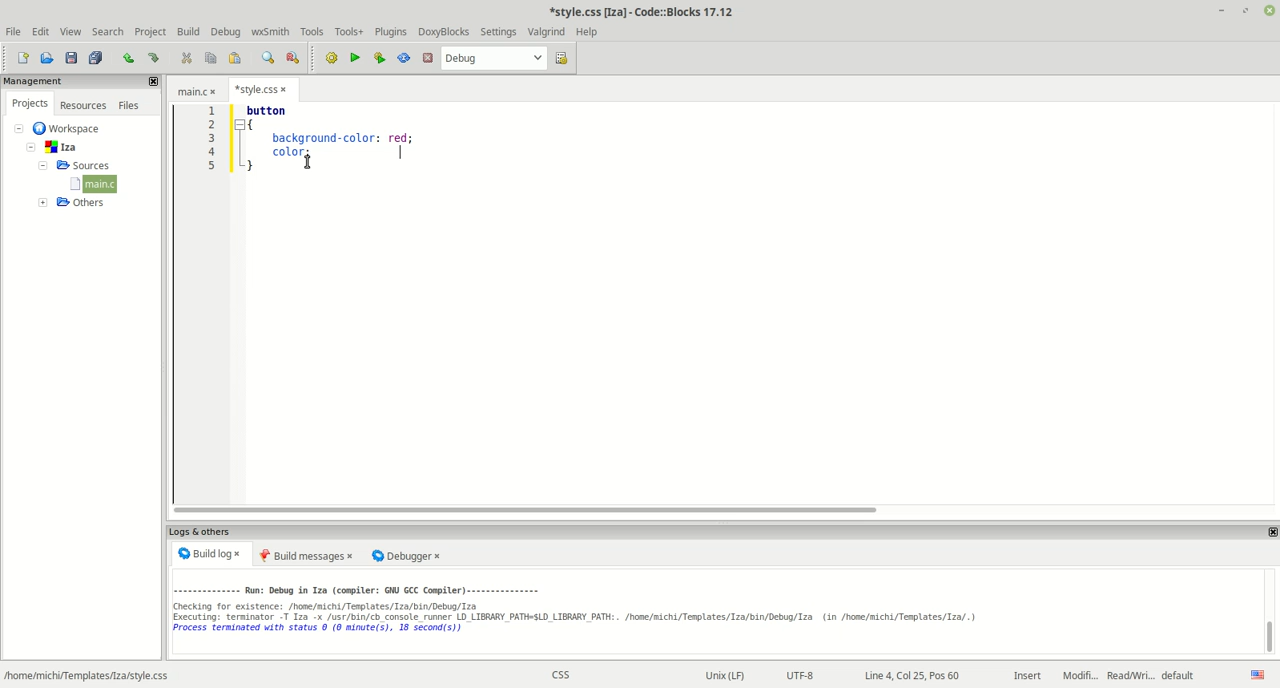 *style.css [Iza] - Code::Blocks 17.12
File Edit View Search Project Build Debug wxSmith Tools Tools+ Plugins DoxyBlocks Settings Valgrind Help
Debug
Management
Projects Resources Files
Workspace
Iza
Sources
main.c
Others
main.c *style.css
1 button
2 {
3 background-color: red;
4 color:
5 }
Logs & others
Build log Build messages Debugger
-------------- Run: Debug in Iza (compiler: GNU GCC Compiler)---------------
Checking for existence: /home/michi/Templates/Iza/bin/Debug/Iza
Executing: terminator -T Iza -x /usr/bin/cb_console_runner LD_LIBRARY_PATH=$LD_LIBRARY_PATH:. /home/michi/Templates/Iza/bin/Debug/Iza  (in /home/michi/Templates/Iza/.)
Process terminated with status 0 (0 minute(s), 18 second(s))
/home/michi/Templates/Iza/style.css CSS Unix (LF) UTF-8 Line 4, Col 25, Pos 60 Insert Modifi... Read/Wri... default